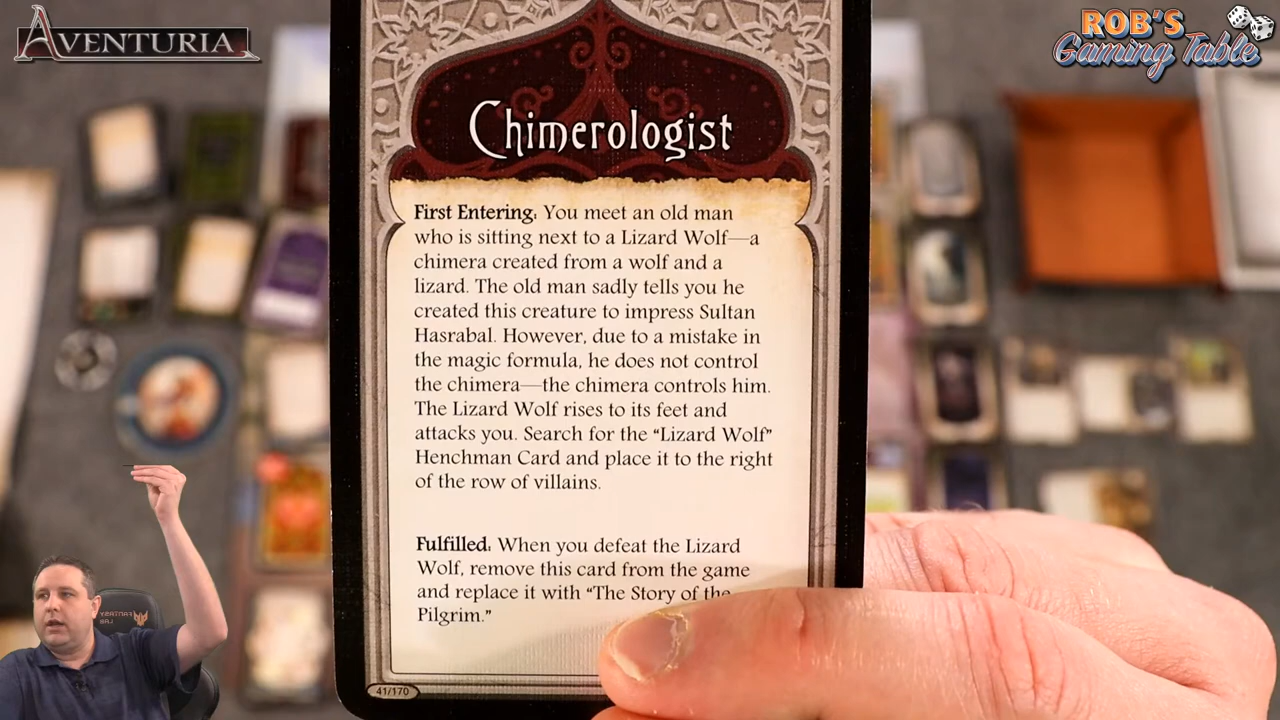 AVENTURIA
ROB'S
Gaming Table
Chimerologist
First Entering: You meet an old man
who is sitting next to a Lizard Wolf—a
chimera created from a wolf and a
lizard. The old man sadly tells you he
created this creature to impress Sultan
Hasrabal. However, due to a mistake in
the magic formula, he does not control
the chimera—the chimera controls him.
The Lizard Wolf rises to its feet and
attacks you. Search for the “Lizard Wolf”
Henchman Card and place it to the right
of the row of villains.
Fulfilled: When you defeat the Lizard
Wolf, remove this card from the game
and replace it with “The Story of the
Pilgrim.”
41/170
FANTASY
LAB